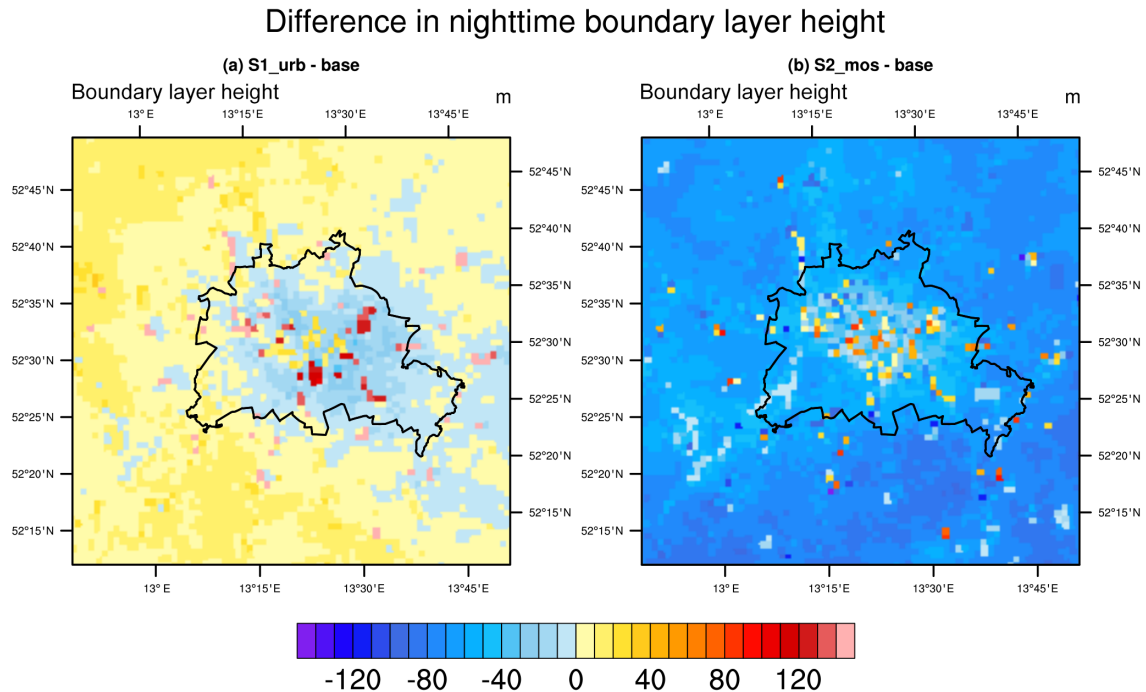 Difference in nighttime boundary layer height
(a) S1_urb - base
(b) S2_mos - base
Boundary layer height m
Boundary layer height m
13° E 13°15'E 13°30'E 13°45'E
13° E 13°15'E 13°30'E 13°45'E
52°45'N 52°45'N 52°45'N 52°45'N
52°40'N 52°40'N 52°40'N 52°40'N
52°35'N 52°35'N 52°35'N 52°35'N
52°30'N 52°30'N 52°30'N 52°30'N
52°25'N 52°25'N 52°25'N 52°25'N
52°20'N 52°20'N 52°20'N 52°20'N
52°15'N 52°15'N 52°15'N 52°15'N
13° E 13°15'E 13°30'E 13°45'E
13° E 13°15'E 13°30'E 13°45'E
-120 -80 -40 0 40 80 120